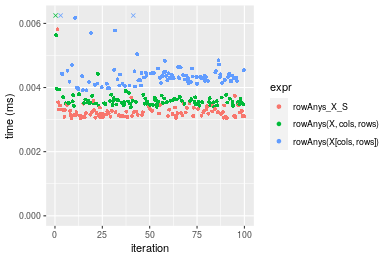 0.006
0.004
0.002
0.000
time (ms)
0
25
50
75
100
iteration
expr
rowAnys_X_S
rowAnys(X, cols, rows)
rowAnys(X[cols, rows])